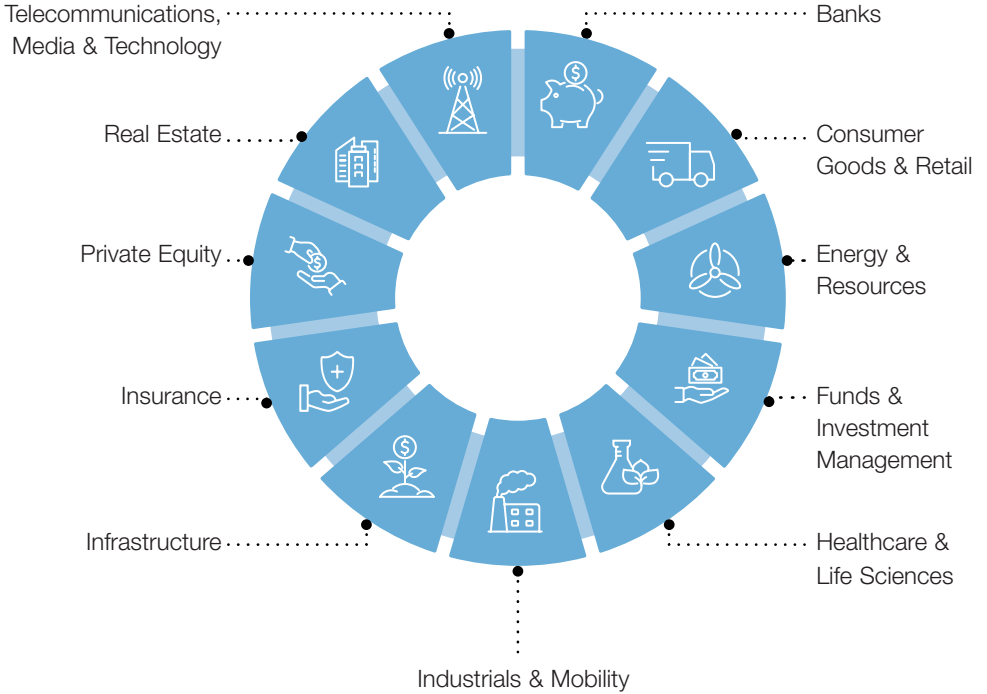 Telecommunications,
Media & Technology
Banks
Real Estate
Consumer
Goods & Retail
Private Equity
Energy &
Resources
Insurance
Funds &
Investment
Management
Infrastructure
Healthcare &
Life Sciences
Industrials & Mobility
$
$
$